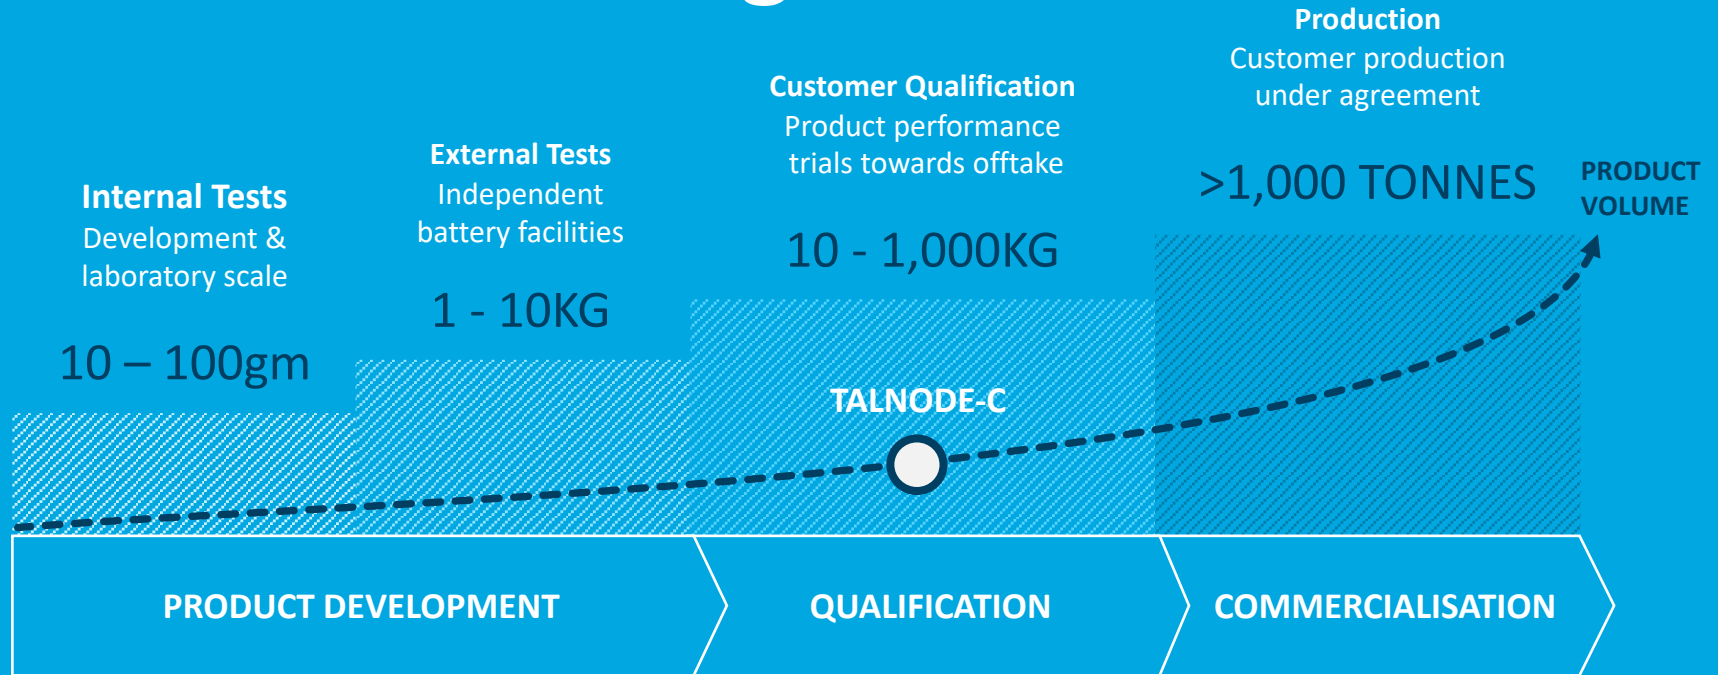 Internal Tests
Development &
laboratory scale
10 – 100gm
External Tests
Independent
battery facilities
1 - 10KG
Customer Qualification
Product performance
trials towards offtake
10 - 1,000KG
Production
Customer production
under agreement
>1,000 TONNES
PRODUCT
VOLUME
TALNODE-C
PRODUCT DEVELOPMENT
QUALIFICATION
COMMERCIALISATION